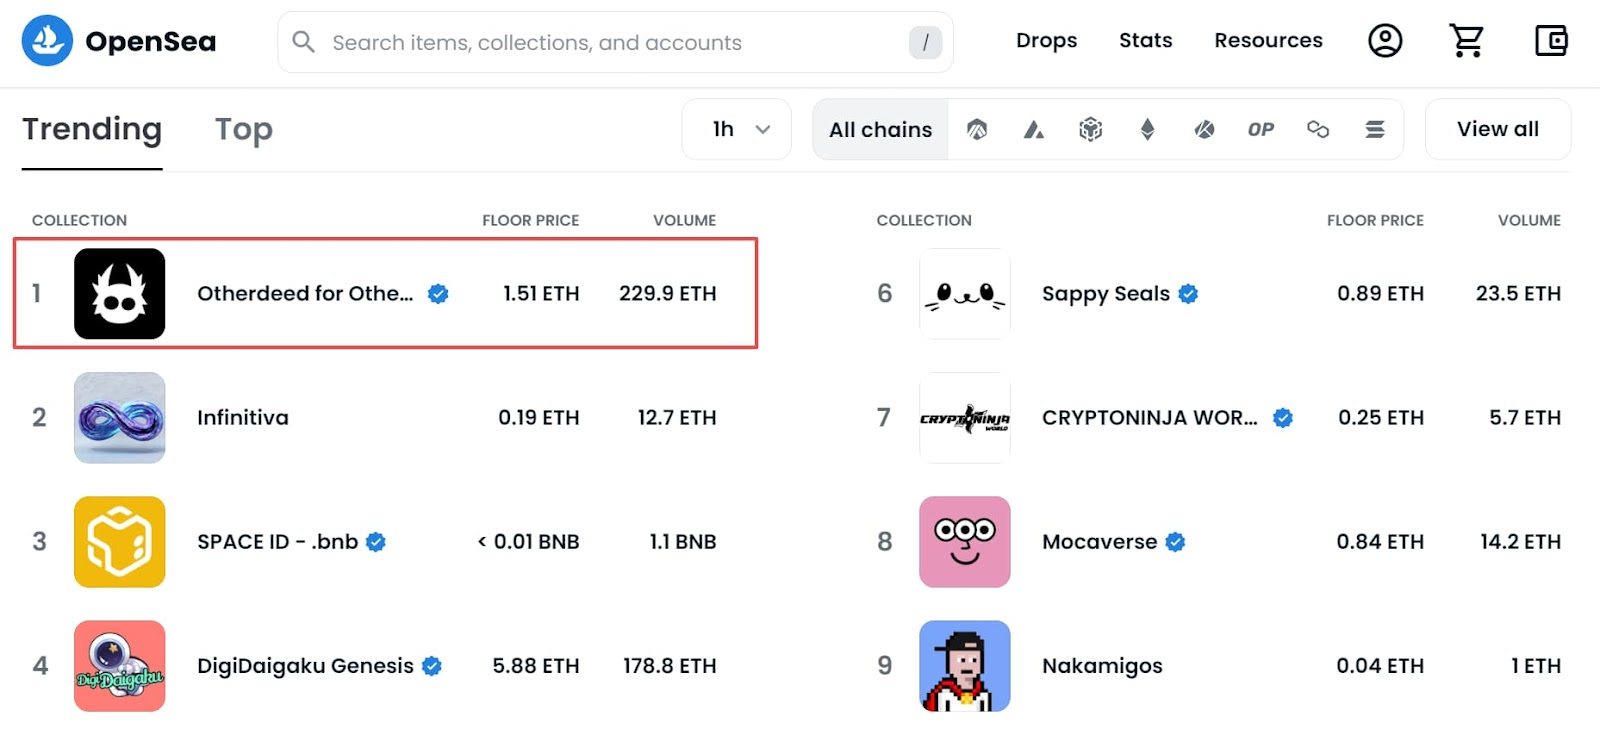 OpenSea
Search items, collections, and accounts
/
Drops
Stats
Resources
Trending
Top
1h
All chains
OP
View all
COLLECTION FLOOR PRICE VOLUME
1 Otherdeed for Othe... 1.51 ETH 229.9 ETH
2 Infinitiva 0.19 ETH 12.7 ETH
3 SPACE ID - .bnb < 0.01 BNB 1.1 BNB
DigiDaigaku
4 DigiDaigaku Genesis 5.88 ETH 178.8 ETH
COLLECTION FLOOR PRICE VOLUME
6 Sappy Seals 0.89 ETH 23.5 ETH
CRYPTONINJA
WORLD
7 CRYPTONINJA WOR... 0.25 ETH 5.7 ETH
8 Mocaverse 0.84 ETH 14.2 ETH
9 Nakamigos 0.04 ETH 1 ETH